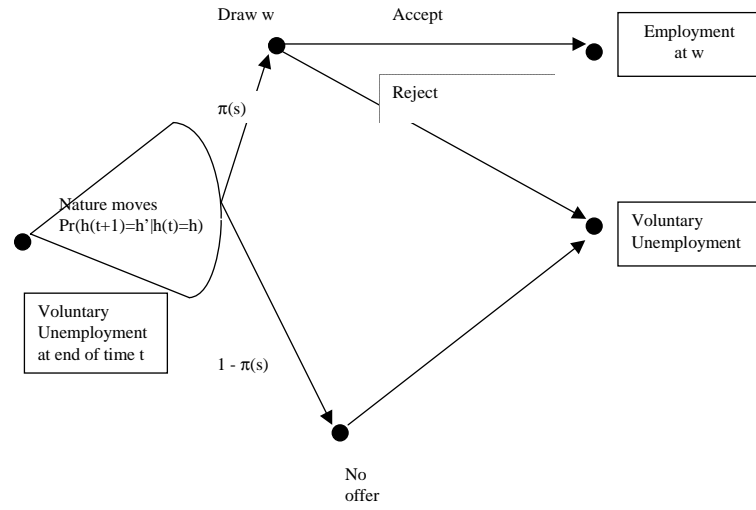 Draw w
Accept
Employment
at w
Reject
π(s)
Nature moves
Pr(h(t+1)=h'|h(t)=h)
Voluntary
Unemployment
Voluntary
Unemployment
at end of time t
1 - π(s)
No
offer